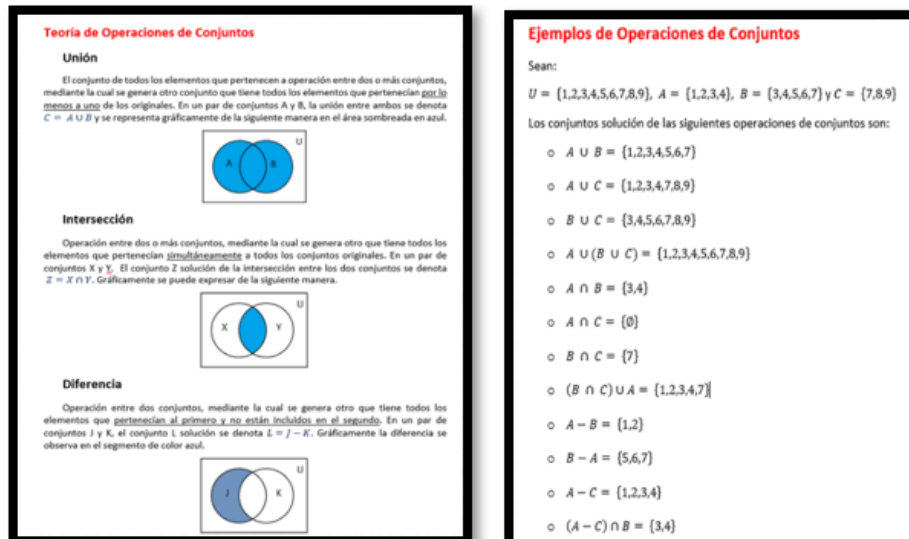 Teoría de Operaciones de Conjuntos
Unión
El conjunto de todos los elementos que pertenecen a operación entre dos o más conjuntos,
mediante la cual se genera otro conjunto que tiene todos los elementos que pertenecían por lo
menos a uno de los originales. En un par de conjuntos A y B, la unión entre ambos se denota
C = A ∪ B y se representa gráficamente de la siguiente manera en el área sombreada en azul.
U
A B
Intersección
Operación entre dos o más conjuntos, mediante la cual se genera otro que tiene todos los
elementos que pertenecían simultáneamente a todos los conjuntos originales. En un par de
conjuntos X y Y. El conjunto Z solución de la intersección entre los dos conjuntos se denota
Z = X ∩ Y. Gráficamente se puede expresar de la siguiente manera.
U
X Y
Diferencia
Operación entre dos conjuntos, mediante la cual se genera otro que tiene todos los
elementos que pertenecían al primero y no están incluidos en el segundo. En un par de
conjuntos J y K, el conjunto L solución se denota L = J − K. Gráficamente la diferencia se
observa en el segmento de color azul.
U
J K
Ejemplos de Operaciones de Conjuntos
Sean:
U = {1,2,3,4,5,6,7,8,9}, A = {1,2,3,4}, B = {3,4,5,6,7} y C = {7,8,9}
Los conjuntos solución de las siguientes operaciones de conjuntos son:
o A ∪ B = {1,2,3,4,5,6,7}
o A ∪ C = {1,2,3,4,7,8,9}
o B ∪ C = {3,4,5,6,7,8,9}
o A ∪ (B ∪ C) = {1,2,3,4,5,6,7,8,9}
o A ∩ B = {3,4}
o A ∩ C = {∅}
o B ∩ C = {7}
o (B ∩ C) ∪ A = {1,2,3,4,7}
o A − B = {1,2}
o B − A = {5,6,7}
o A − C = {1,2,3,4}
o (A − C) ∩ B = {3,4}